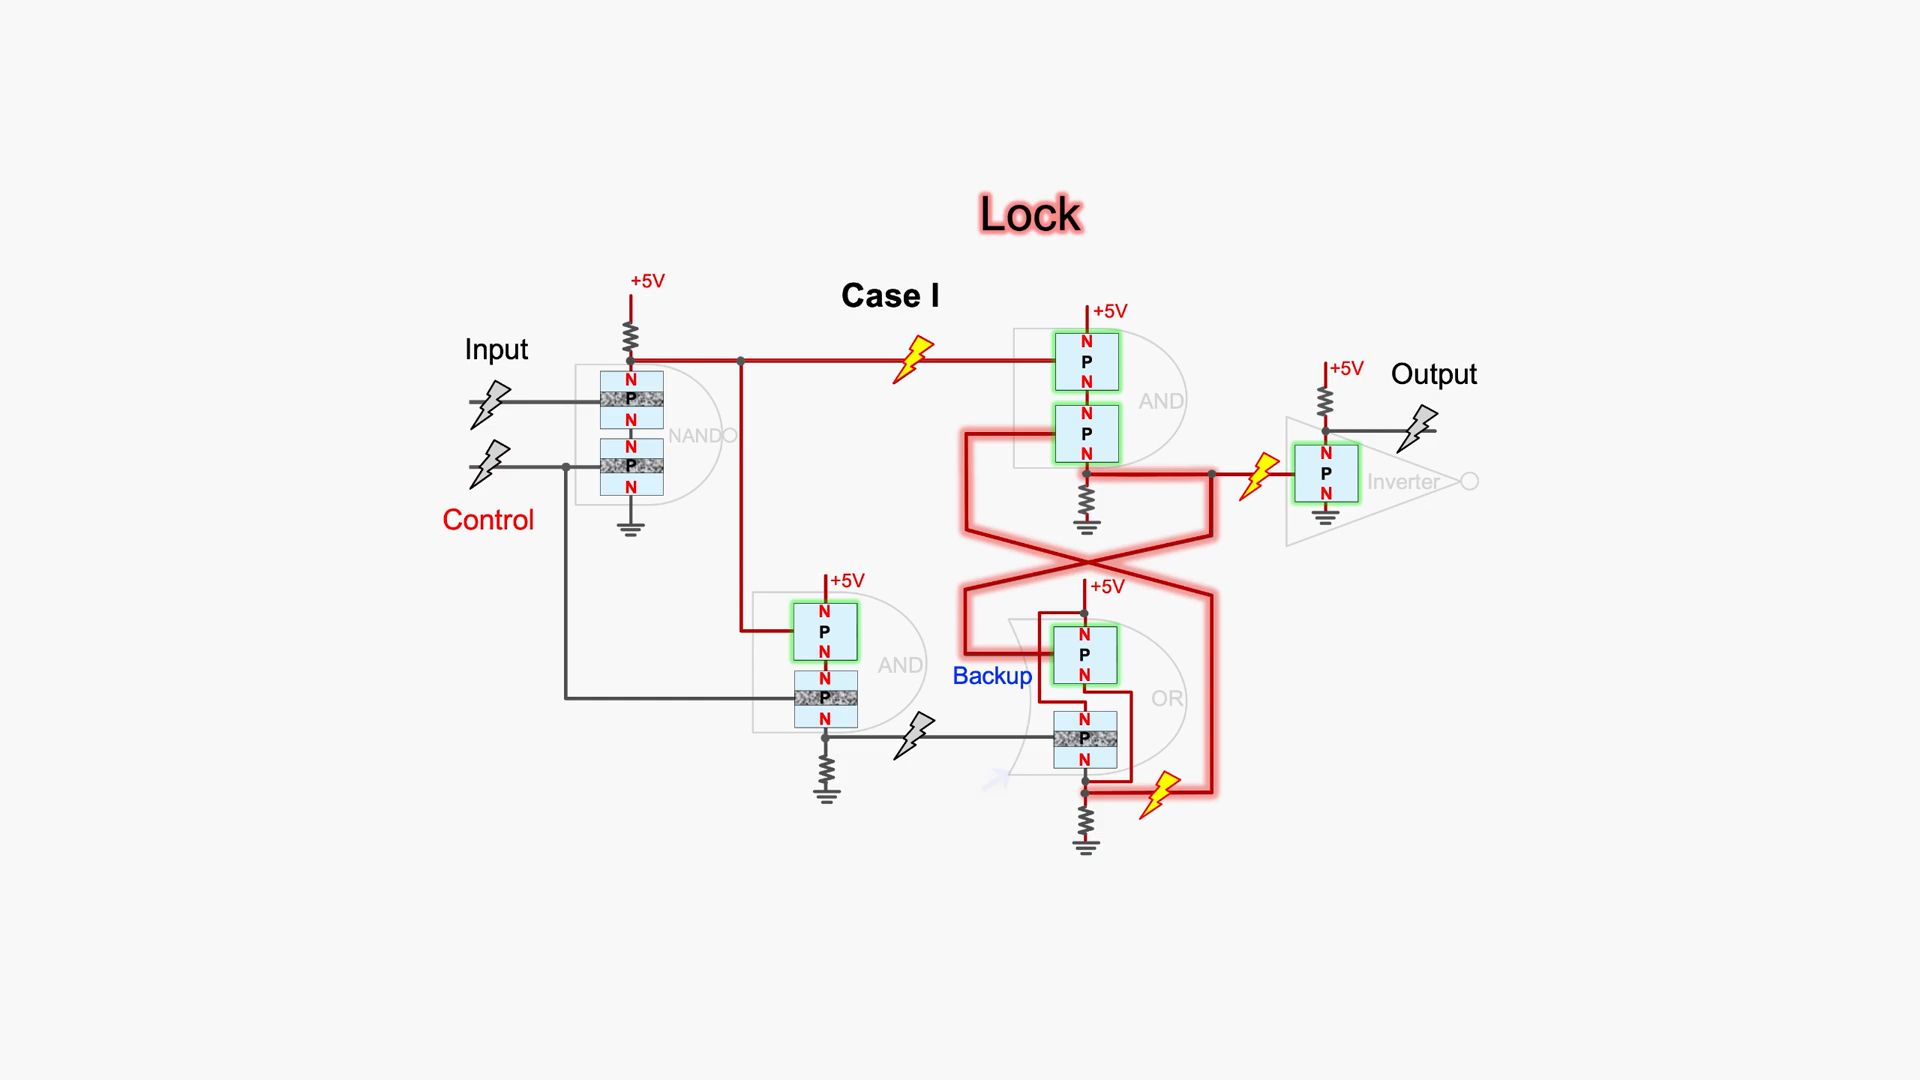 Lock
+5V
Case I
+5V
Input
+5V
Output
N
P
N
NAND
N
P
N
Control
N
P
N
AND
N
P
N
N
P
N
Inverter
+5V
N
P
N
AND
N
P
N
+5V
N
P
N
Backup
OR
N
P
N